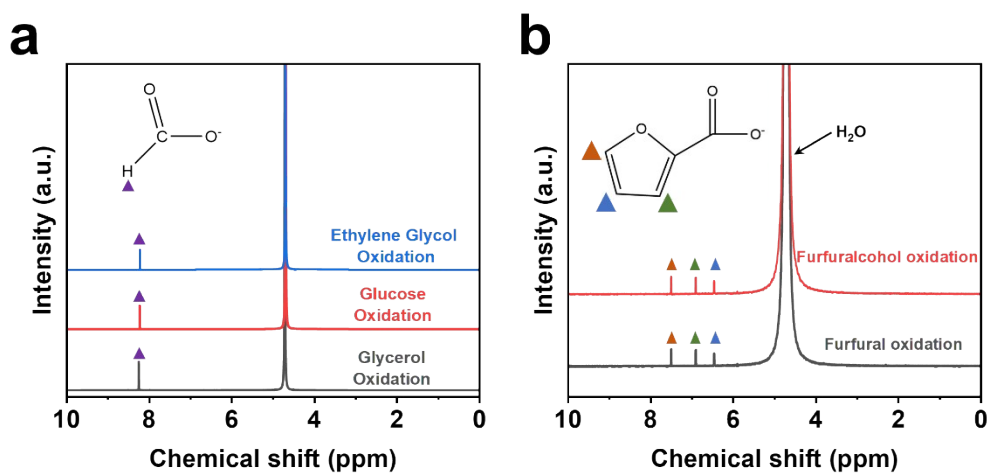 a
Intensity (a.u.)
O
C
O-
H
Ethylene Glycol
Oxidation
Glucose
Oxidation
Glycerol
Oxidation
10
8
6
4
2
0
Chemical shift (ppm)
b
Intensity (a.u.)
O
O
O-
H₂O
Furfuralcohol oxidation
Furfural oxidation
10
8
6
4
2
0
Chemical shift (ppm)